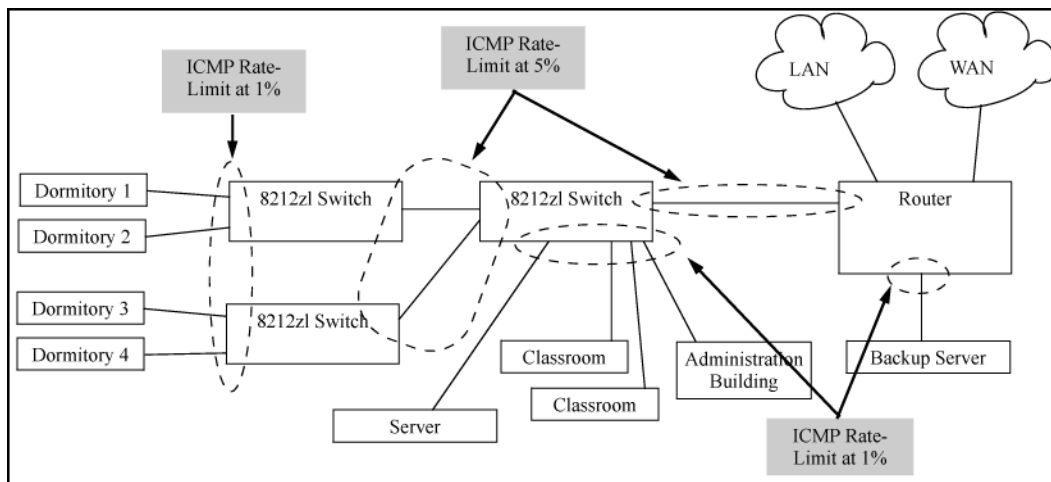 ICMP Rate-
Limit at 1%
ICMP Rate-
Limit at 5%
LAN
WAN
Dormitory 1
Dormitory 2
8212zl Switch
8212zl Switch
Router
Dormitory 3
Dormitory 4
8212zl Switch
Classroom
Administration
Building
Backup Server
Classroom
Server
ICMP Rate-
Limit at 1%